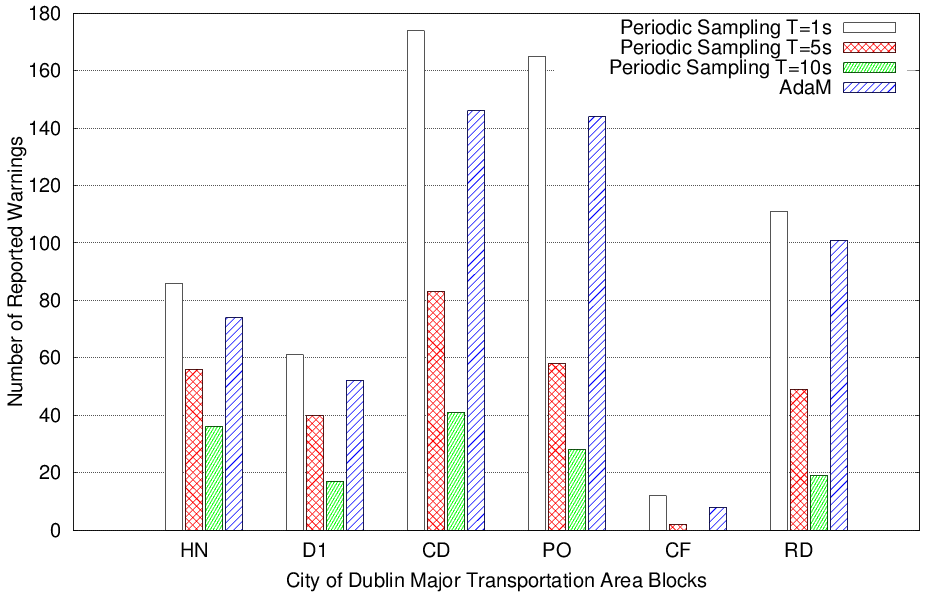 180
160
140
120
100
80
60
40
20
0
Number of Reported Warnings
Periodic Sampling T=1s
Periodic Sampling T=5s
Periodic Sampling T=10s
AdaM
HN D1 CD PO CF RD
City of Dublin Major Transportation Area Blocks